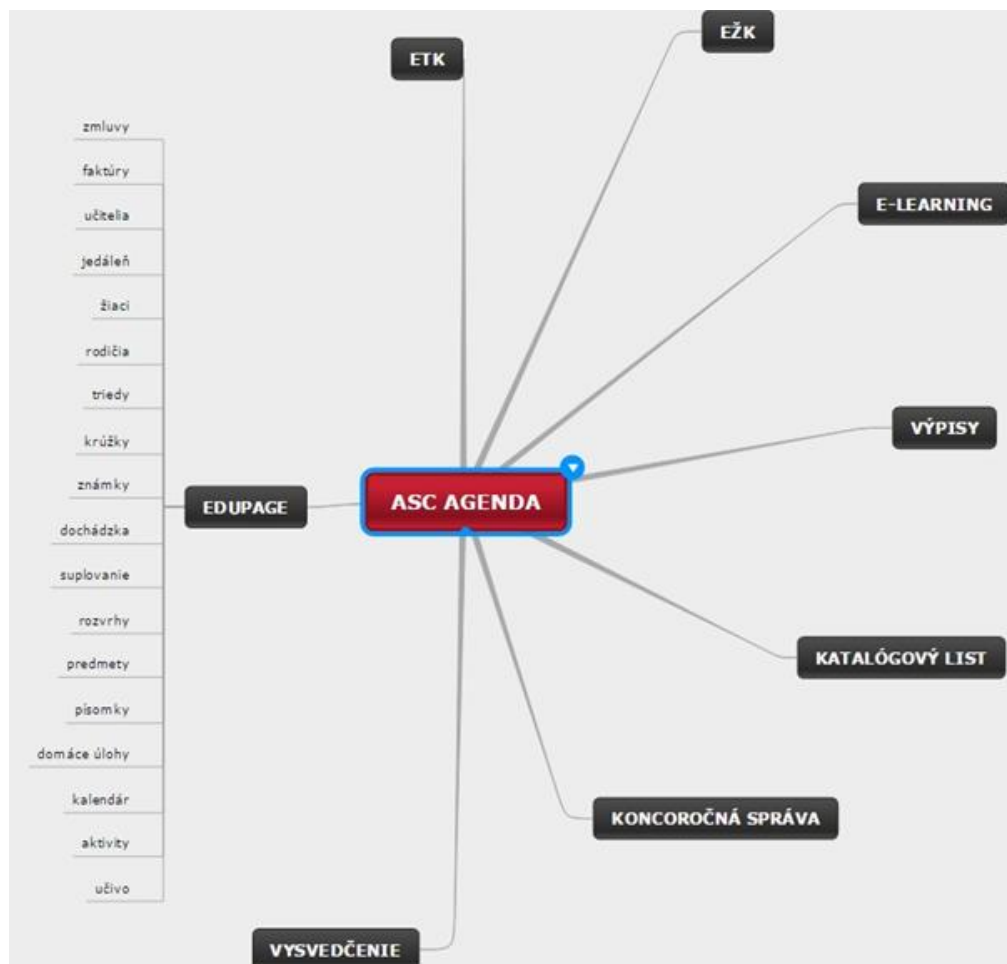 EŽK
ETK
E-LEARNING
VÝPISY
ASC AGENDA
KATALÓGOVÝ LIST
KONCOROČNÁ SPRÁVA
VYSVEDČENIE
EDUPAGE
zmluvy
faktúry
učitelia
jedáleň
žiaci
rodičia
triedy
krúžky
známky
dochádzka
suplovanie
rozvrhy
predmety
písomky
domáce úlohy
kalendár
aktivity
učivo